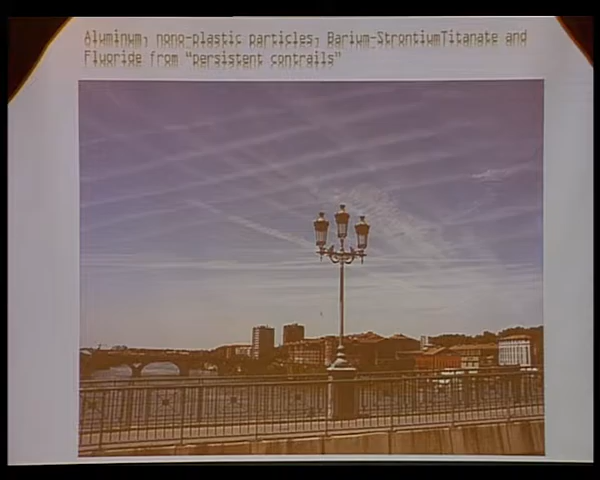 Aluminum, nono-plastic particles, Barium-StrontiumTitanate and
Fluoride from "persistent contrails"